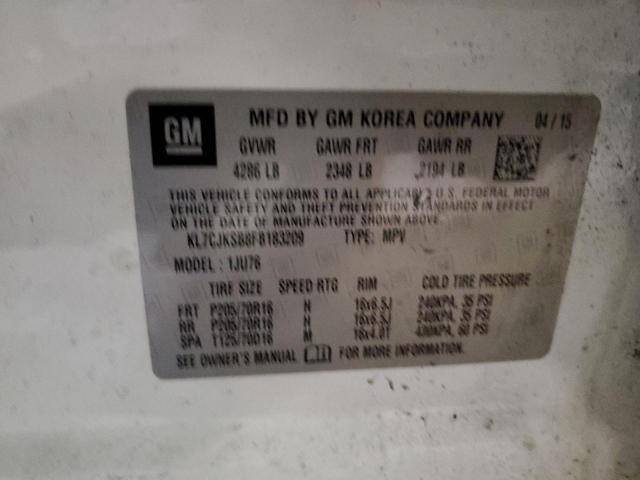 GM MFD BY GM KOREA COMPANY 04/15
GVWR GAWR FRT GAWR RR
4286 LB 2348 LB 2194 LB
THIS VEHICLE CONFORMS TO ALL APPLICABLE U.S. FEDERAL MOTOR
VEHICLE SAFETY AND THEFT PREVENTION STANDARDS IN EFFECT
ON THE DATE OF MANUFACTURE SHOWN ABOVE.
KL7CJKSB8FB183209 TYPE: MPV
MODEL: 1JU76
TIRE SIZE SPEED RTG RIM COLD TIRE PRESSURE
FRT P205/70R16 H 16x6.5J 240KPA, 35 PSI
RR P205/70R16 H 16x6.5J 240KPA, 35 PSI
SPA T125/70D16 M 16x4.0T 420KPA, 60 PSI
SEE OWNER'S MANUAL FOR MORE INFORMATION.